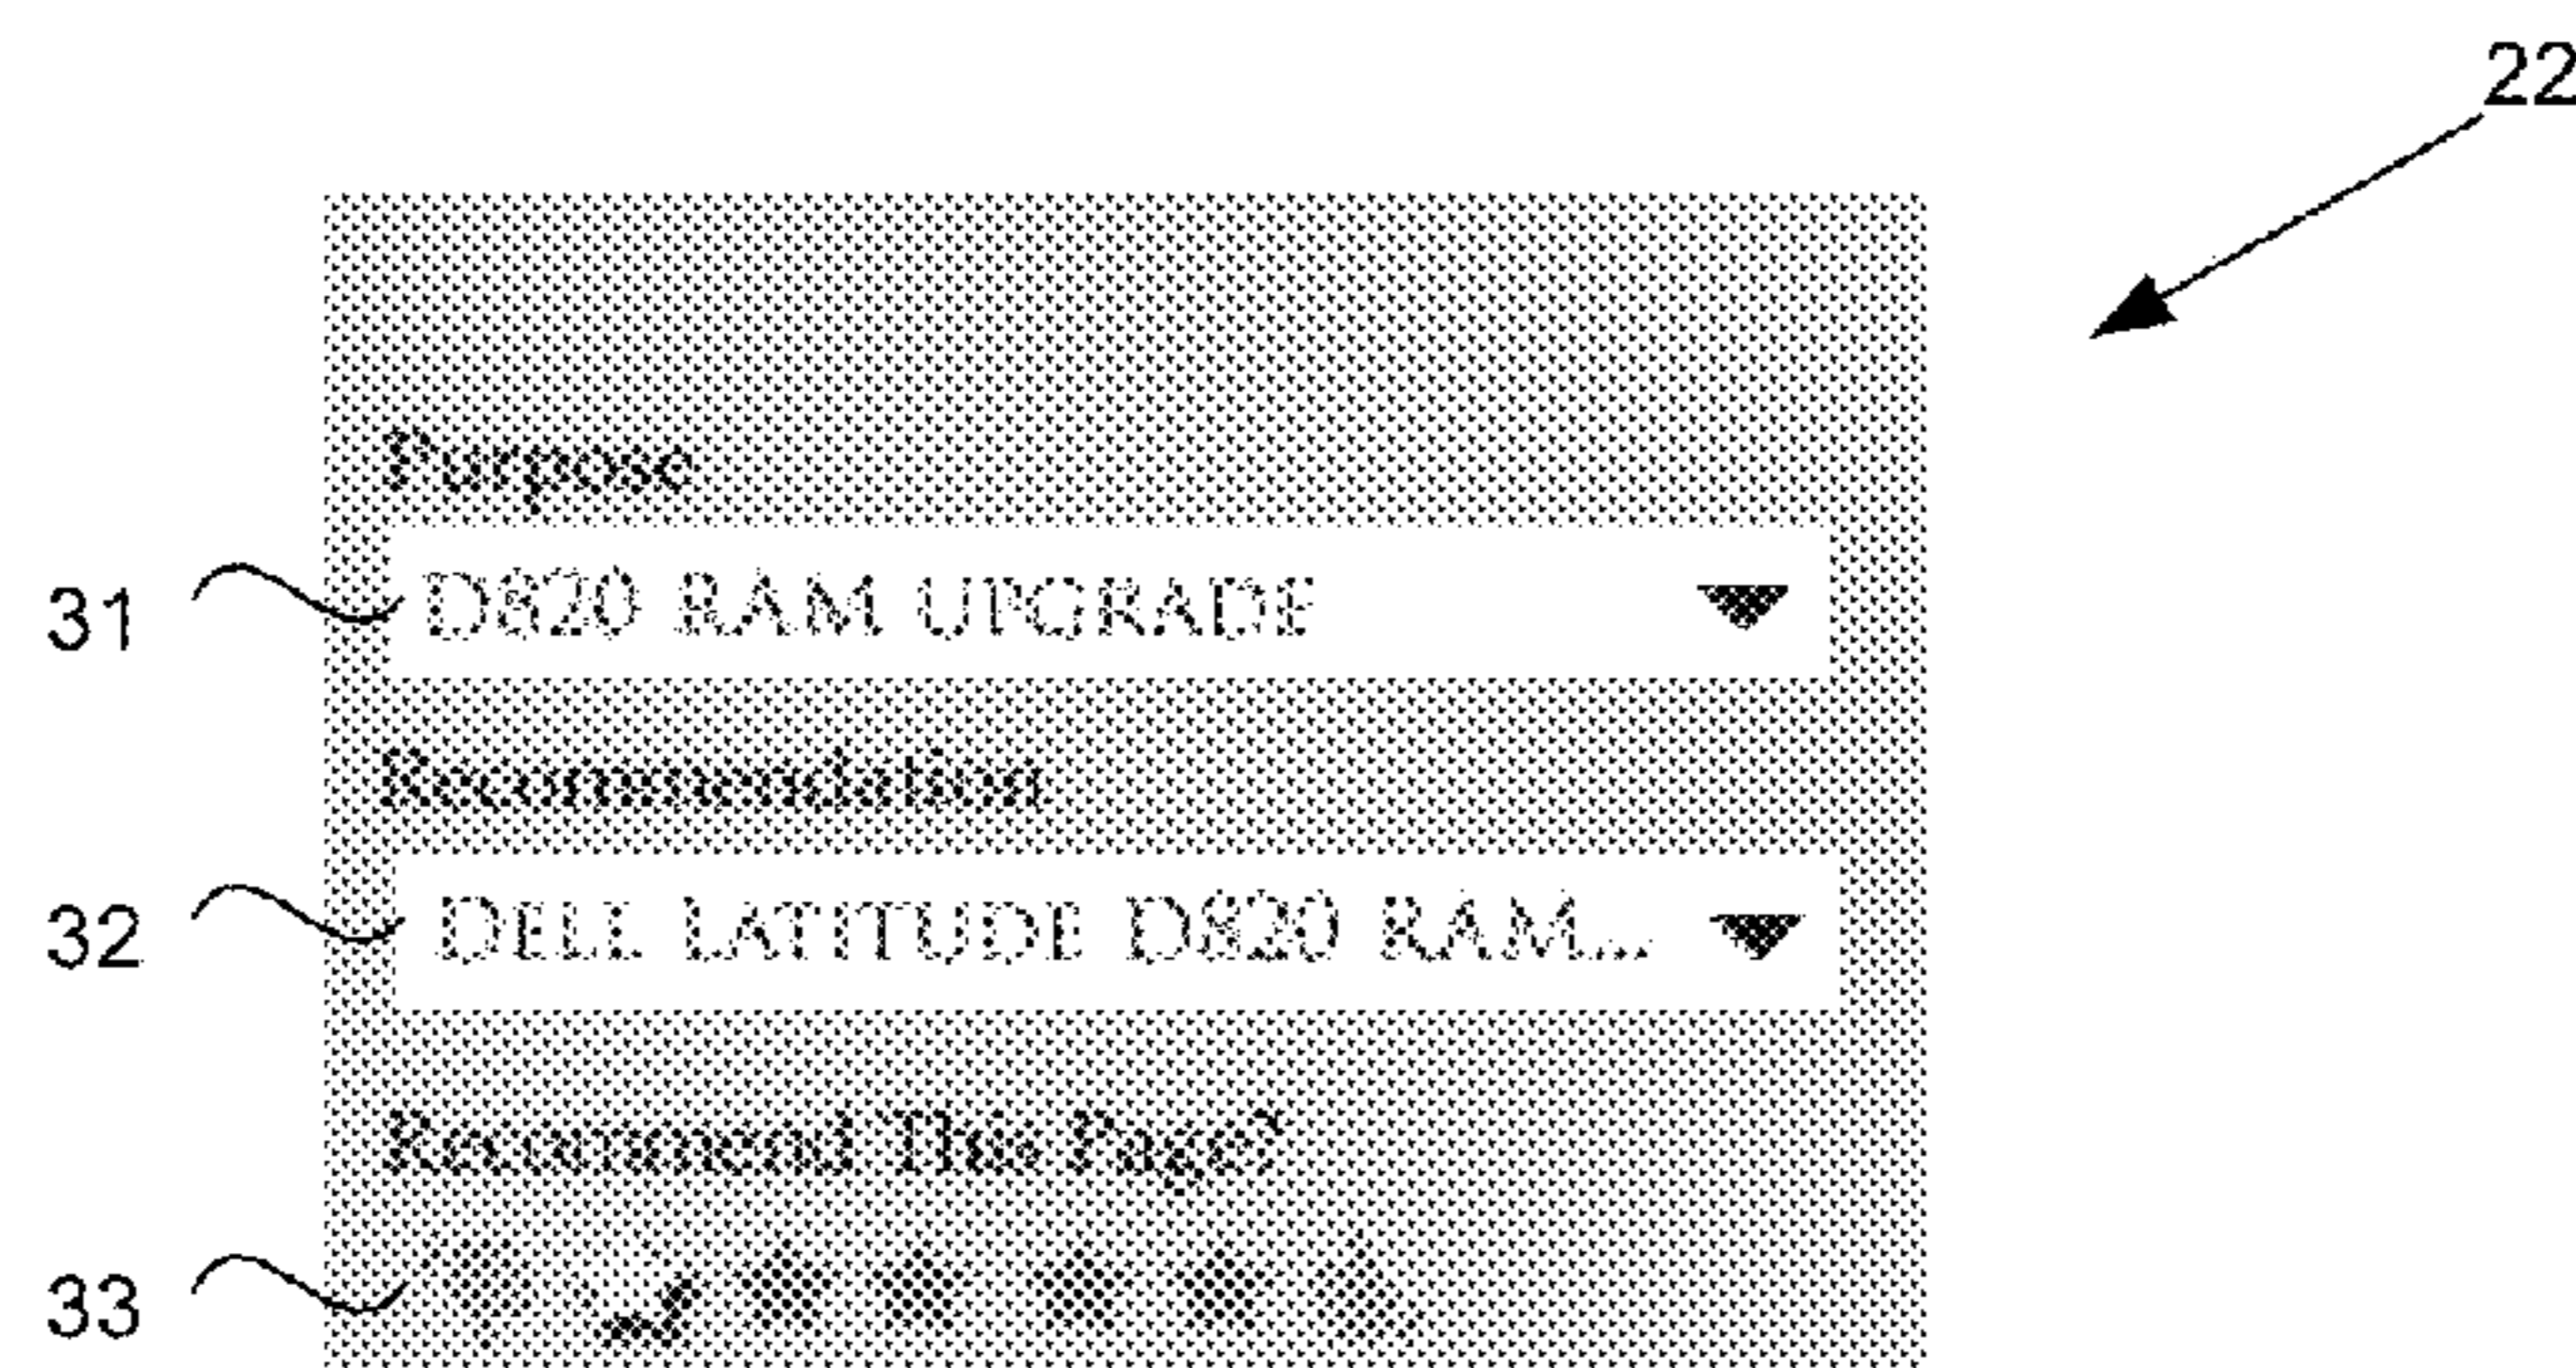 22
Purpose
31 D820 RAM UPGRADE
Recommendation
32 DELL LATITUDE D820 RAM...
Recommend This Page?
33